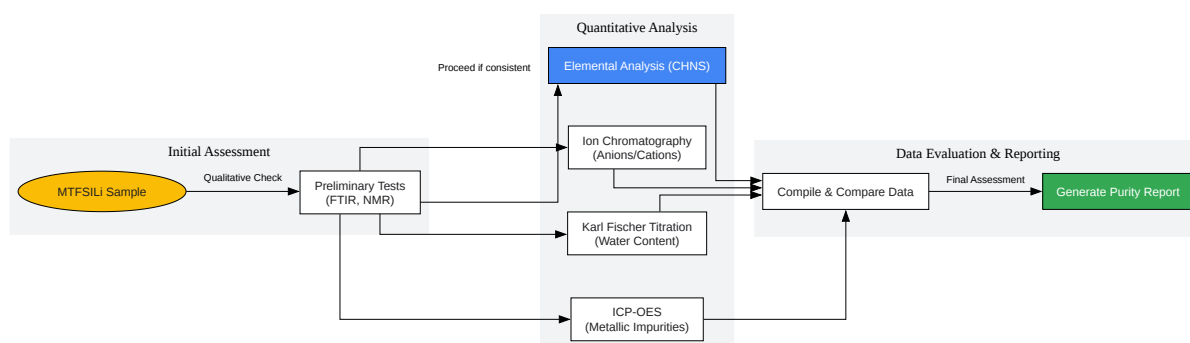 Quantitative Analysis
Proceed if consistent
Elemental Analysis (CHNS)
Ion Chromatography
(Anions/Cations)
Initial Assessment
MTFSILi Sample
Qualitative Check
Preliminary Tests
(FTIR, NMR)
Karl Fischer Titration
(Water Content)
ICP-OES
(Metallic Impurities)
Data Evaluation & Reporting
Compile & Compare Data
Final Assessment
Generate Purity Report